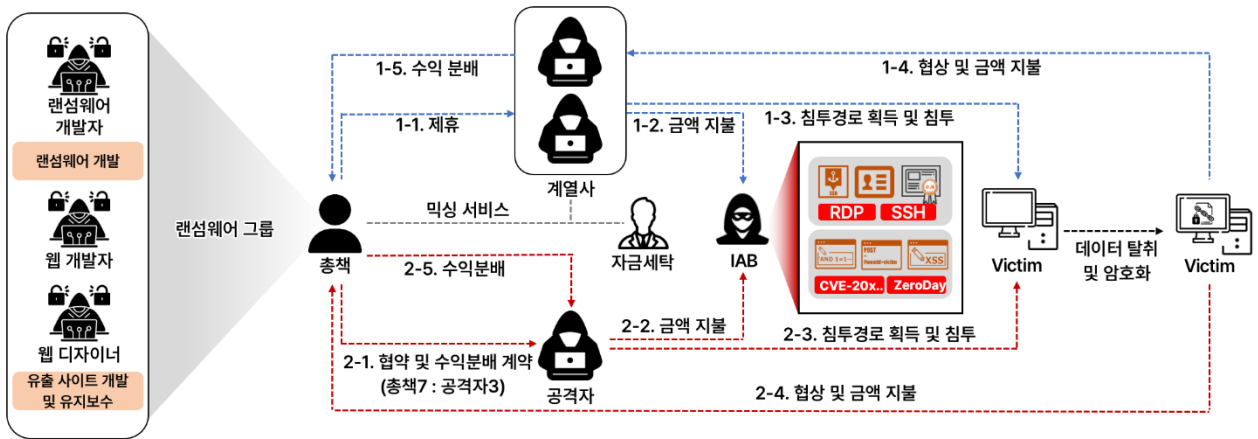 랜섬웨어
개발자
랜섬웨어 개발
웹 개발자
웹 디자이너
유출 사이트 개발
및 유지보수
랜섬웨어 그룹
총책
1-5. 수익 분배
1-1. 제휴
계열사
1-2. 금액 지불
1-4. 협상 및 금액 지불
1-3. 침투경로 획득 및 침투
믹싱 서비스
자금세탁
IAB
RDP
SSH
AND 1=1--
POST
XSS
CVE-20x..
ZeroDay
Victim
데이터 탈취
및 암호화
Victim
2-5. 수익분배
2-1. 협약 및 수익분배 계약
(총책7 : 공격자3)
공격자
2-2. 금액 지불
2-3. 침투경로 획득 및 침투
2-4. 협상 및 금액 지불